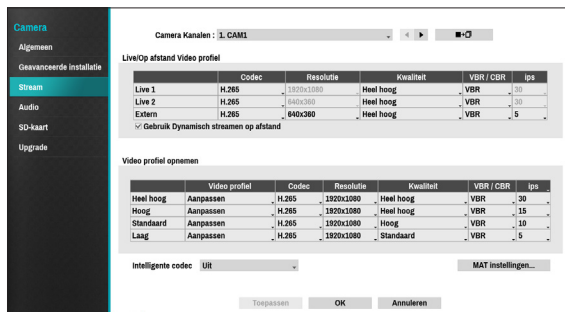 Camera
Algemeen
Geavanceerde installatie
Stream
Audio
SD-kaart
Upgrade
Camera Kanalen : 1. CAM1
Live/Op afstand Video profiel
Codec Resolutie Kwaliteit VBR / CBR ips
Live 1 H.265 1920x1080 Heel hoog VBR 30
Live 2 H.265 640x360 Heel hoog VBR 30
Extern H.265 640x360 Heel hoog VBR 5
Gebruik Dynamisch streamen op afstand
Video profiel opnemen
Video profiel Codec Resolutie Kwaliteit VBR / CBR ips
Heel hoog Aanpassen H.265 1920x1080 Heel hoog VBR 30
Hoog Aanpassen H.265 1920x1080 Heel hoog VBR 15
Standaard Aanpassen H.265 1920x1080 Hoog VBR 10
Laag Aanpassen H.265 1920x1080 Standaard VBR 5
Intelligente codec Uit MAT instellingen...
Toepassen OK Annuleren